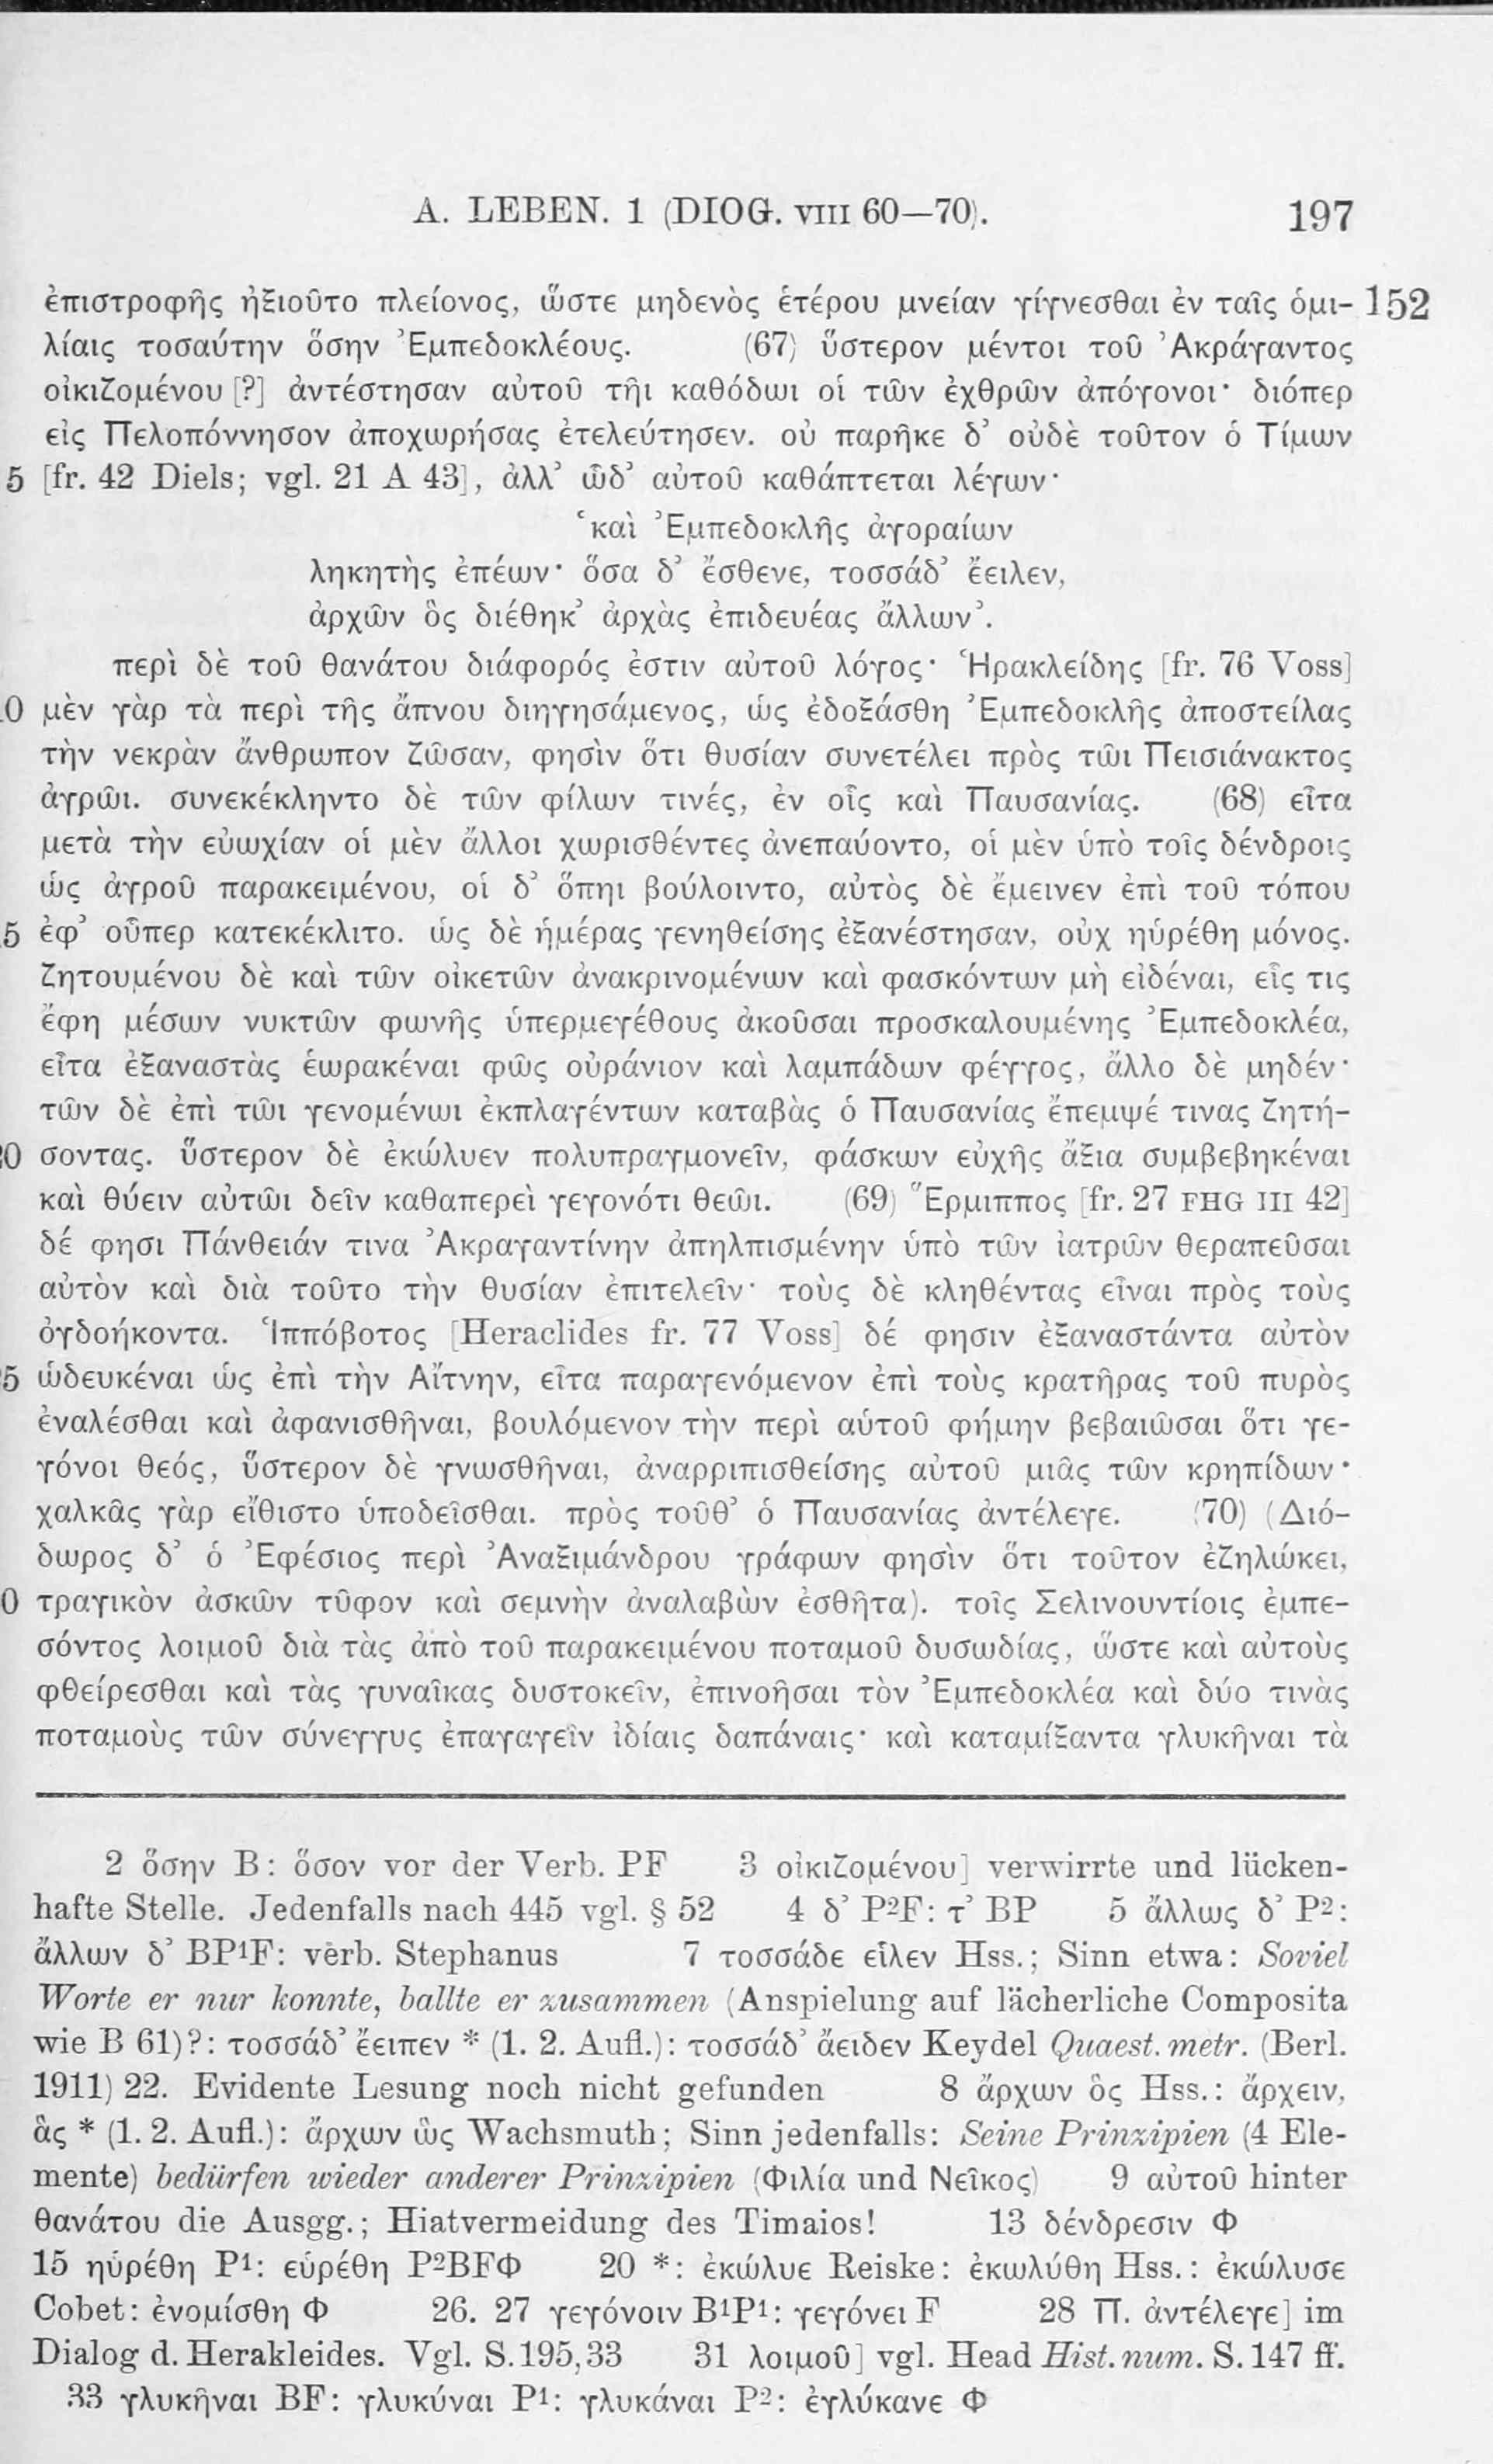 A. LEBEN. 1 (DIOG. VIII 60—70). 197
ἐπιστροφῆς ἠξιοῦτο πλείονος, ὥστε μηδενὸς ἑτέρου μνείαν γίγνεσθαι ἐν ταῖς ὁμι- 152
λίαις τοσαύτην ὅσην Ἐμπεδοκλέους. (67) ὕστερον μέντοι τοῦ Ἀκράγαντος
οἰκιζομένου [?] ἀντέστησαν αὐτοῦ τῆι καθόδωι οἱ τῶν ἐχθρῶν ἀπόγονοι· διόπερ
εἰς Πελοπόννησον ἀποχωρήσας ἐτελεύτησεν. οὐ παρῆκε δ’ οὐδὲ τοῦτον ὁ Τίμων
5 [fr. 42 Diels; vgl. 21 A 43], ἀλλ’ ὧδ’ αὐτοῦ καθάπτεται λέγων·
‘καὶ Ἐμπεδοκλῆς ἀγοραίων
ληκητὴς ἐπέων· ὅσα δ’ ἔσθενε, τοσσάδ’ ἔειλεν,
ἀρχῶν ὃς διέθηκ’ ἀρχὰς ἐπιδευέας ἄλλων’.
περὶ δὲ τοῦ θανάτου διάφορός ἐστιν αὐτοῦ λόγος· Ἡρακλείδης [fr. 76 Voss]
0 μὲν γὰρ τὰ περὶ τῆς ἄπνου διηγησάμενος, ὡς ἐδοξάσθη Ἐμπεδοκλῆς ἀποστείλας
τὴν νεκρὰν ἄνθρωπον ζῶσαν, φησὶν ὅτι θυσίαν συνετέλει πρὸς τῶι Πεισιάνακτος
ἀγρῶι. συνεκέκληντο δὲ τῶν φίλων τινές, ἐν οἷς καὶ Παυσανίας. (68) εἶτα
μετὰ τὴν εὐωχίαν οἱ μὲν ἄλλοι χωρισθέντες ἀνεπαύοντο, οἱ μὲν ὑπὸ τοῖς δένδροις
ὡς ἀγροῦ παρακειμένου, οἱ δ’ ὅπηι βούλοιντο, αὐτὸς δὲ ἔμεινεν ἐπὶ τοῦ τόπου
5 ἐφ’ οὗπερ κατεκέκλιτο. ὡς δὲ ἡμέρας γενηθείσης ἐξανέστησαν, οὐχ ηὑρέθη μόνος.
ζητουμένου δὲ καὶ τῶν οἰκετῶν ἀνακρινομένων καὶ φασκόντων μὴ εἰδέναι, εἷς τις
ἔφη μέσων νυκτῶν φωνῆς ὑπερμεγέθους ἀκοῦσαι προσκαλουμένης Ἐμπεδοκλέα,
εἶτα ἐξαναστὰς ἑωρακέναι φῶς οὐράνιον καὶ λαμπάδων φέγγος, ἄλλο δὲ μηδέν·
τῶν δὲ ἐπὶ τῶι γενομένωι ἐκπλαγέντων καταβὰς ὁ Παυσανίας ἔπεμψέ τινας ζητή-
0 σοντας. ὕστερον δὲ ἐκώλυεν πολυπραγμονεῖν, φάσκων εὐχῆς ἄξια συμβεβηκέναι
καὶ θύειν αὐτῶι δεῖν καθαπερεὶ γεγονότι θεῶι. (69) Ἕρμιππος [fr. 27 FHG III 42]
δέ φησι Πάνθειάν τινα Ἀκραγαντίνην ἀπηλπισμένην ὑπὸ τῶν ἰατρῶν θεραπεῦσαι
αὐτὸν καὶ διὰ τοῦτο τὴν θυσίαν ἐπιτελεῖν· τοὺς δὲ κληθέντας εἶναι πρὸς τοὺς
ὀγδοήκοντα. Ἱππόβοτος [Heraclides fr. 77 Voss] δέ φησιν ἐξαναστάντα αὐτὸν
5 ὡδευκέναι ὡς ἐπὶ τὴν Αἴτνην, εἶτα παραγενόμενον ἐπὶ τοὺς κρατῆρας τοῦ πυρὸς
ἐναλέσθαι καὶ ἀφανισθῆναι, βουλόμενον τὴν περὶ αὑτοῦ φήμην βεβαιῶσαι ὅτι γε-
γόνοι θεός, ὕστερον δὲ γνωσθῆναι, ἀναρριπισθείσης αὐτοῦ μιᾶς τῶν κρηπίδων·
χαλκᾶς γὰρ εἴθιστο ὑποδεῖσθαι. πρὸς τοῦθ’ ὁ Παυσανίας ἀντέλεγε. (70) (Διό-
δωρος δ’ ὁ Ἐφέσιος περὶ Ἀναξιμάνδρου γράφων φησὶν ὅτι τοῦτον ἐζηλώκει,
0 τραγικὸν ἀσκῶν τῦφον καὶ σεμνὴν ἀναλαβὼν ἐσθῆτα). τοῖς Σελινουντίοις ἐμπε-
σόντος λοιμοῦ διὰ τὰς ἀπὸ τοῦ παρακειμένου ποταμοῦ δυσωδίας, ὥστε καὶ αὐτοὺς
φθείρεσθαι καὶ τὰς γυναῖκας δυστοκεῖν, ἐπινοῆσαι τὸν Ἐμπεδοκλέα καὶ δύο τινὰς
ποταμοὺς τῶν σύνεγγυς ἐπαγαγεῖν ἰδίαις δαπάναις· καὶ καταμίξαντα γλυκῆναι τὰ
2 ὅσην B: ὅσον vor der Verb. PF 3 οἰκιζομένου] verwirrte und lücken-
hafte Stelle. Jedenfalls nach 445 vgl. § 52 4 δ’ P²F: τ’ BP 5 ἄλλως δ’ P²:
ἄλλων δ’ BP¹F: verb. Stephanus 7 τοσσάδε εἷλεν Hss.; Sinn etwa: Soviel
Worte er nur konnte, ballte er zusammen (Anspielung auf lächerliche Composita
wie B 61)?: τοσσάδ’ ἔειπεν * (1. 2. Aufl.): τοσσάδ’ ἄειδεν Keydel Quaest. metr. (Berl.
1911) 22. Evidente Lesung noch nicht gefunden 8 ἄρχων ὃς Hss.: ἄρχειν,
ἃς * (1. 2. Aufl.): ἄρχων ὣς Wachsmuth; Sinn jedenfalls: Seine Prinzipien (4 Ele-
mente) bedürfen wieder anderer Prinzipien (Φιλία und Νεῖκος) 9 αὐτοῦ hinter
θανάτου die Ausgg.; Hiatvermeidung des Timaios! 13 δένδρεσιν Φ
15 ηὑρέθη P¹: εὑρέθη P²BFΦ 20 *: ἐκώλυε Reiske: ἐκωλύθη Hss.: ἐκώλυσε
Cobet: ἐνομίσθη Φ 26. 27 γεγόνοιν B¹P¹: γεγόνει F 28 Π. ἀντέλεγε] im
Dialog d. Herakleides. Vgl. S. 195,33 31 λοιμοῦ] vgl. Head Hist. num. S. 147 ff.
33 γλυκῆναι BF: γλυκύναι P¹: γλυκάναι P²: ἐγλύκανε Φ